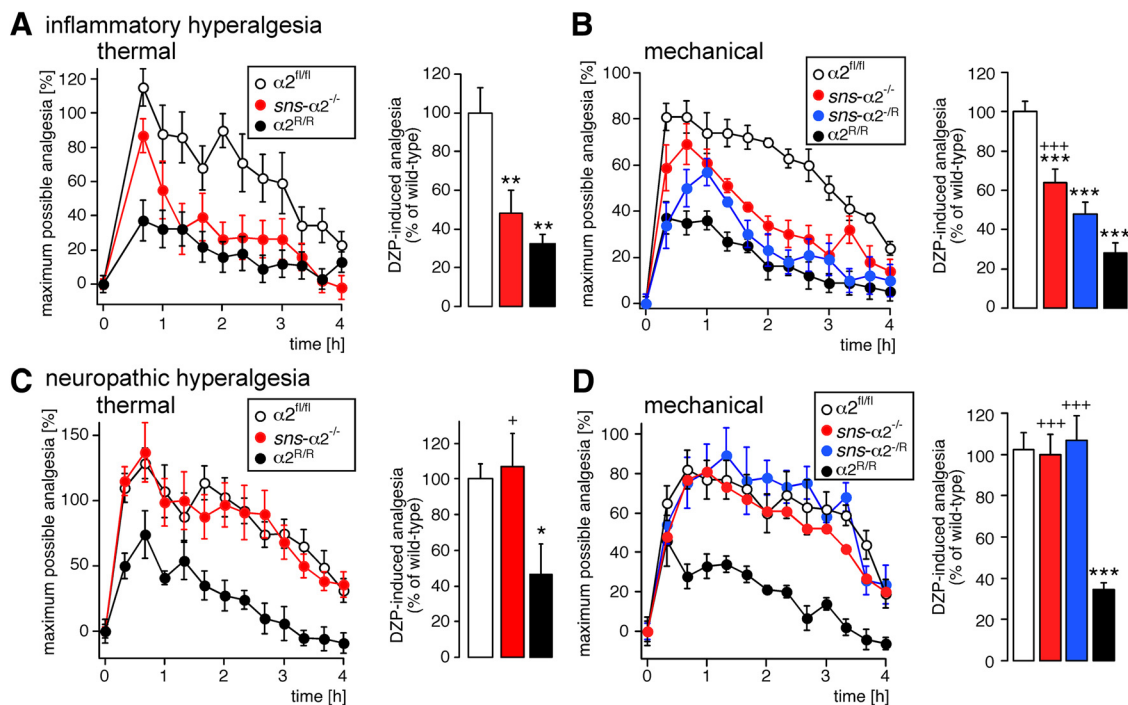 A inflammatory hyperalgesia
thermal
maximum possible analgesia [%]
120
100
80
60
40
20
0
0 1 2 3 4
time [h]
α2fl/fl
sns-α2-/-
α2R/R
DZP-induced analgesia
(% of wild-type)
120
100
80
60
40
20
0
**
**
B
mechanical
maximum possible analgesia [%]
100
80
60
40
20
0
0 1 2 3 4
time [h]
α2fl/fl
sns-α2-/-
sns-α2-/R
α2R/R
DZP-induced analgesia
(% of wild-type)
120
100
80
60
40
20
0
+++
***
***
***
C neuropathic hyperalgesia
thermal
maximum possible analgesia [%]
150
100
50
0
0 1 2 3 4
time [h]
α2fl/fl
sns-α2-/-
α2R/R
DZP-induced analgesia
(% of wild-type)
120
100
80
60
40
20
0
+
*
D
mechanical
maximum possible analgesia [%]
100
80
60
40
20
0
0 1 2 3 4
time [h]
α2fl/fl
sns-α2-/-
sns-α2-/R
α2R/R
DZP-induced analgesia
(% of wild-type)
120
100
80
60
40
20
0
+++
+++
***